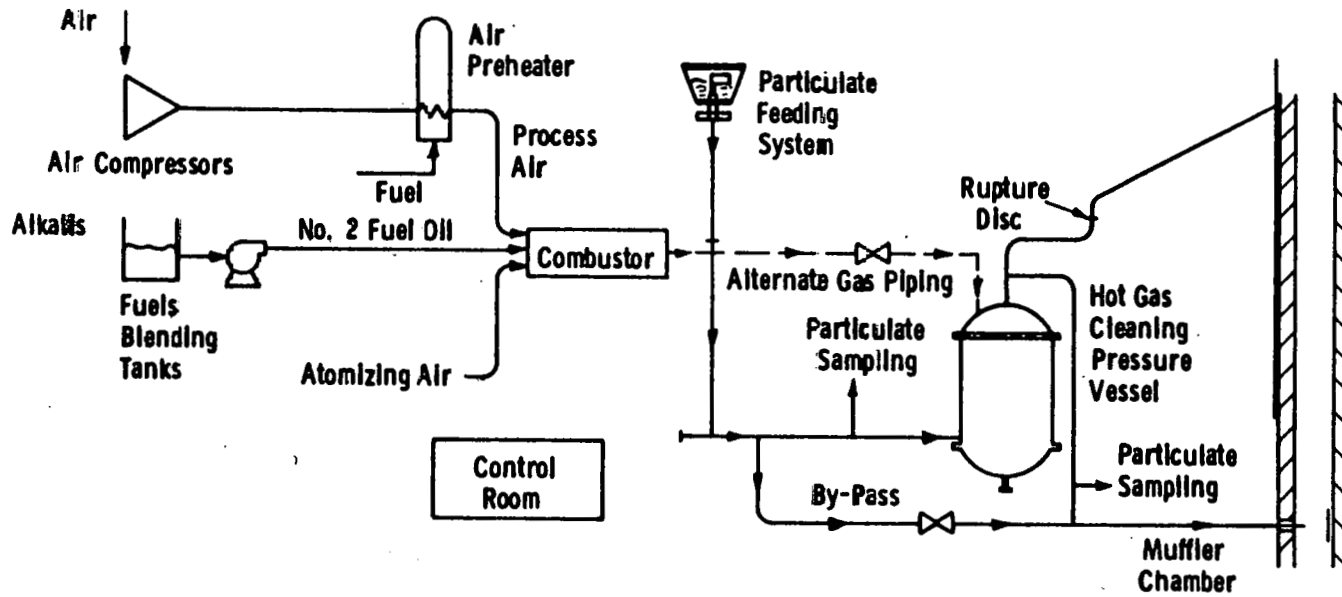 Air
Air
Preheater
Air Compressors
Fuel
Process
Air
Particulate
Feeding
System
Rupture
Disc
Alkalis
No. 2 Fuel Oil
Combustor
Alternate Gas Piping
Fuels
Blending
Tanks
Atomizing Air
Particulate
Sampling
Hot Gas
Cleaning
Pressure
Vessel
Control
Room
By-Pass
Particulate
Sampling
Muffler
Chamber